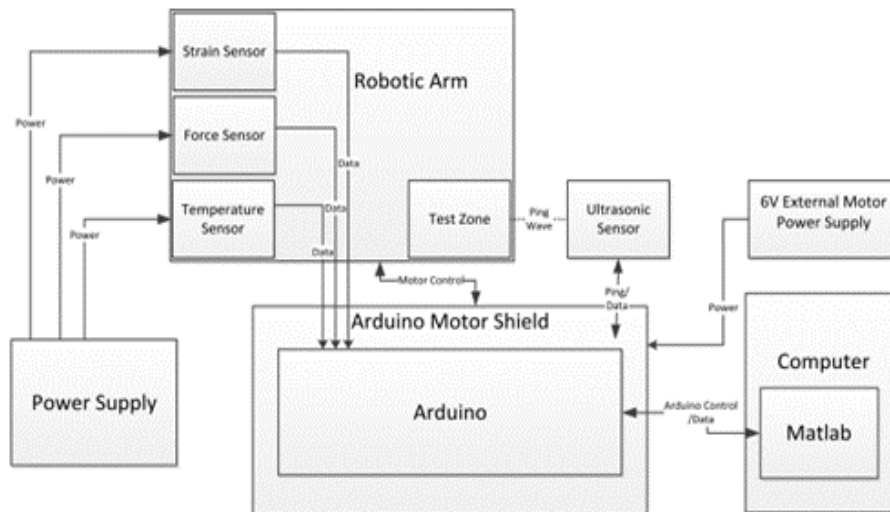 Strain Sensor
Robotic Arm
Power
Force Sensor
Data
Power
Temperature
Sensor
Data
Power
Data
Test Zone
Ping
Wave
Ultrasonic
Sensor
6V External Motor
Power Supply
Motor Control
Ping/
Data
Power
Arduino Motor Shield
Power Supply
Arduino
Computer
Arduino Control
/Data
Matlab